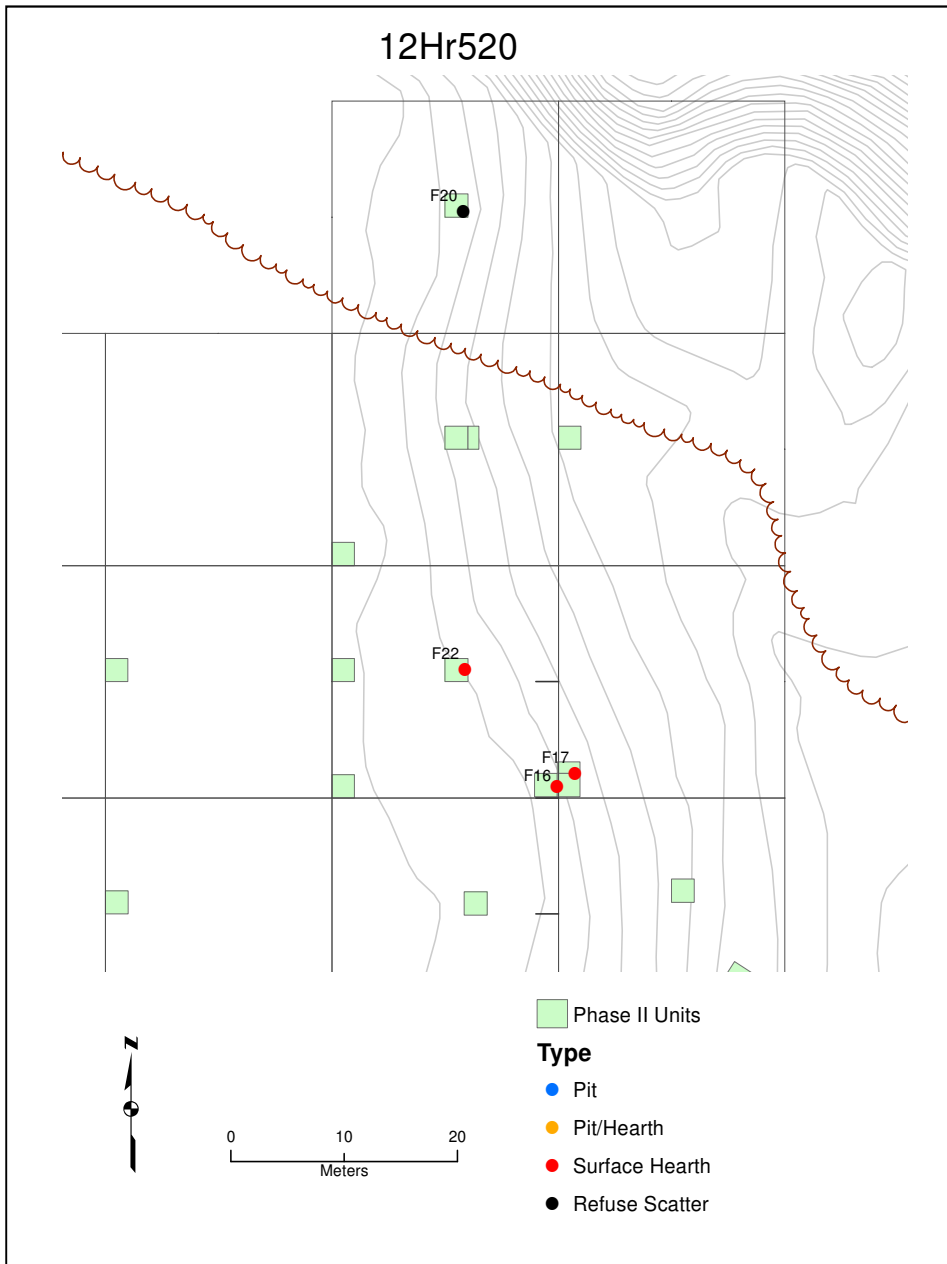 12Hr520
F20
F22
F17
F16
Phase II Units
Type
Pit
Pit/Hearth
Surface Hearth
Refuse Scatter
N
0 10 20
Meters